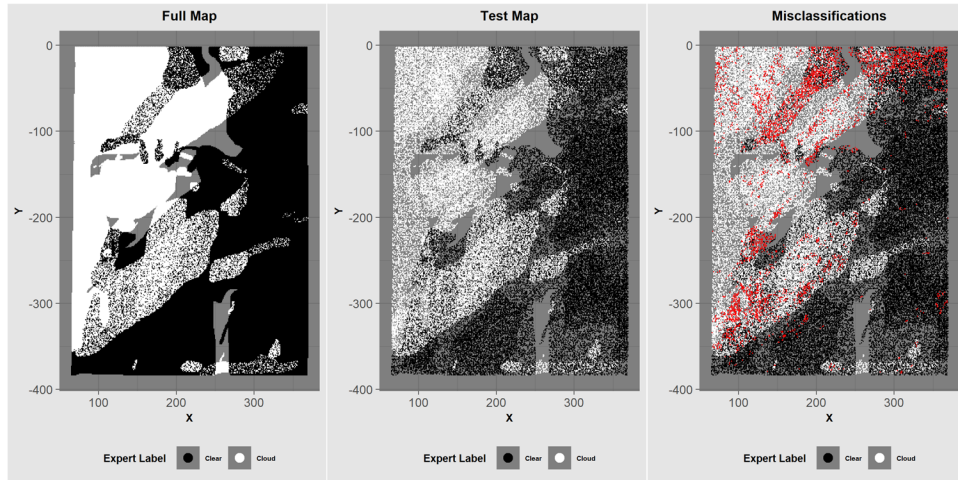 Full Map
Test Map
Misclassifications
0
-100
-200
-300
-400
Y
100
200
300
X
Expert Label
Clear
Cloud
0
-100
-200
-300
-400
Y
100
200
300
X
Expert Label
Clear
Cloud
0
-100
-200
-300
-400
Y
100
200
300
X
Expert Label
Clear
Cloud